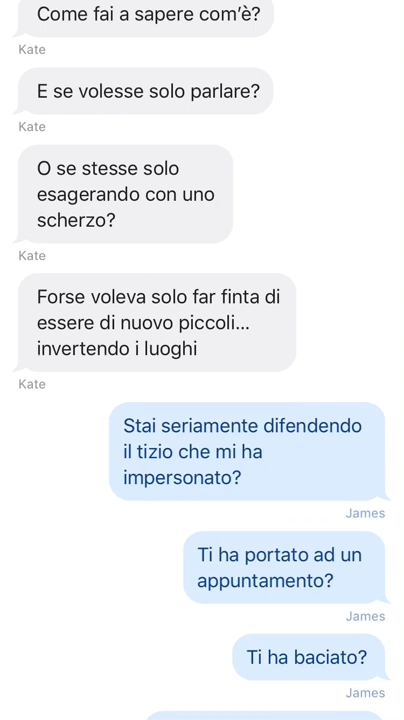 Come fai a sapere com’è?
Kate
E se volesse solo parlare?
Kate
O se stesse solo
esagerando con uno
scherzo?
Kate
Forse voleva solo far finta di
essere di nuovo piccoli...
invertendo i luoghi
Kate
Stai seriamente difendendo
il tizio che mi ha
impersonato?
James
Ti ha portato ad un
appuntamento?
James
Ti ha baciato?
James